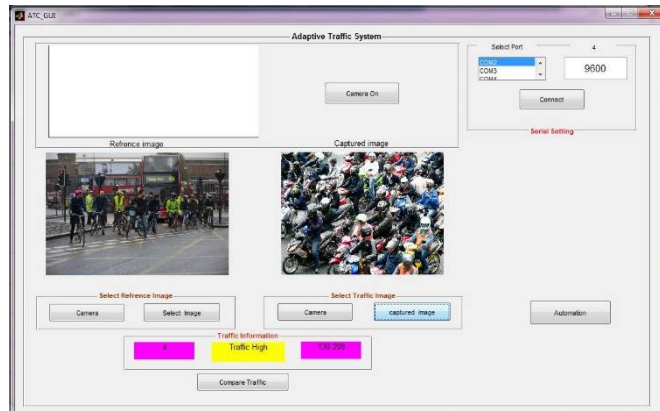 ATC_GUI
Adaptive Traffic System
Select Port
4
COM2
COM3
COM4
9600
Camera On
Connect
Serial Setting
Refrence image
Captured image
Select Refrence Image
Select Traffic Image
Camera
Select Image
Camera
captured image
Automation
Traffic Information
4
Traffic High
Compare Traffic